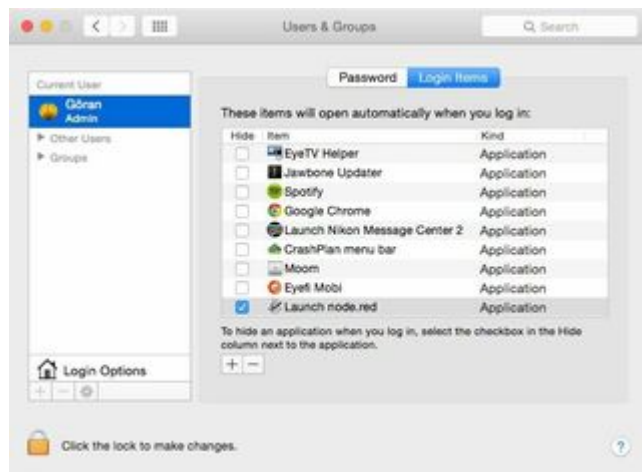 Users & Groups
Search
Password
Login Items
Current User
Göran
Admin
Other Users
Groups
These items will open automatically when you log in:
Hide Item Kind
EyeTV Helper Application
Jawbone Updater Application
Spotify Application
Google Chrome Application
Launch Nikon Message Center 2 Application
CrashPlan menu bar Application
Moom Application
Eyefi Mobi Application
Launch node.red Application
To hide an application when you log in, select the checkbox in the Hide
column next to the application.
+ −
Login Options
+ −
Click the lock to make changes.
?